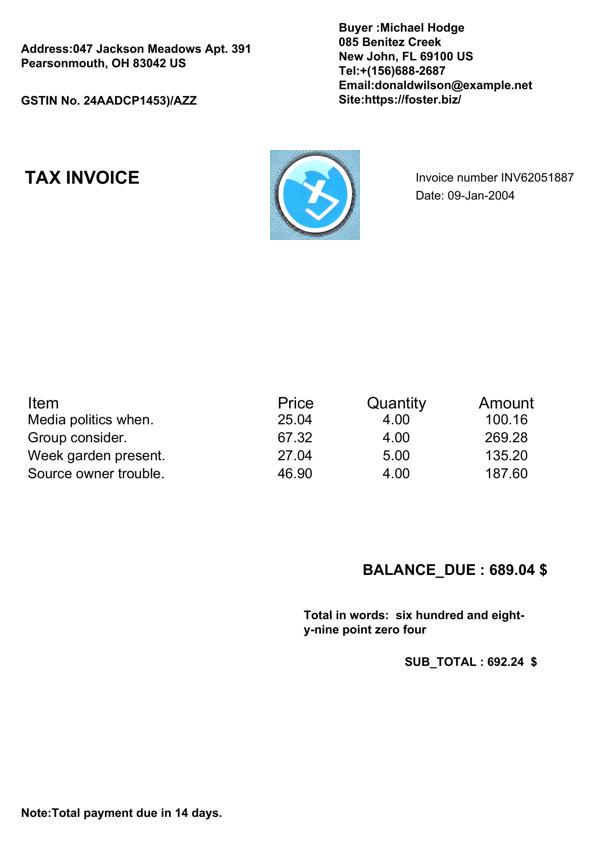 Address:047 Jackson Meadows Apt. 391
Pearsonmouth, OH 83042 US
GSTIN No. 24AADCP1453)/AZZ
Buyer :Michael Hodge
085 Benitez Creek
New John, FL 69100 US
Tel:+(156)688-2687
Email:donaldwilson@example.net
Site:https://foster.biz/
TAX INVOICE
Invoice number INV62051887
Date: 09-Jan-2004
Item Price Quantity Amount
Media politics when. 25.04 4.00 100.16
Group consider. 67.32 4.00 269.28
Week garden present. 27.04 5.00 135.20
Source owner trouble. 46.90 4.00 187.60
BALANCE_DUE : 689.04 $
Total in words: six hundred and eight-
y-nine point zero four
SUB_TOTAL : 692.24 $
Note:Total payment due in 14 days.